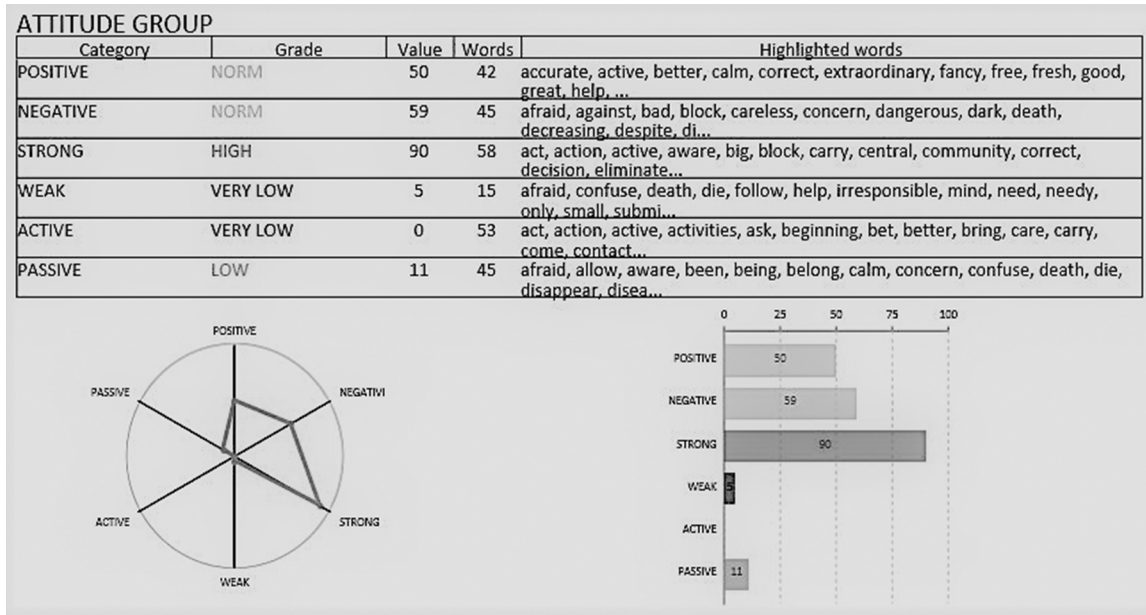 ATTITUDE GROUP
Category Grade Value Words Highlighted words
POSITIVE NORM 50 42 accurate, active, better, calm, correct, extraordinary, fancy, free, fresh, good,
great, help, ...
NEGATIVE NORM 59 45 afraid, against, bad, block, careless, concern, dangerous, dark, death,
decreasing, despite, di...
STRONG HIGH 90 58 act, action, active, aware, big, block, carry, central, community, correct,
decision, eliminate...
WEAK VERY LOW 5 15 afraid, confuse, death, die, follow, help, irresponsible, mind, need, needy,
only, small, submi...
ACTIVE VERY LOW 0 53 act, action, active, activities, ask, beginning, bet, better, bring, care, carry,
come, contact...
PASSIVE LOW 11 45 afraid, allow, aware, been, being, belong, calm, concern, confuse, death, die,
disappear, disea...
POSITIVE
PASSIVE NEGATIVI
ACTIVE STRONG
WEAK
0 25 50 75 100
POSITIVE 50
NEGATIVE 59
STRONG 90
WEAK 5
ACTIVE
PASSIVE 11